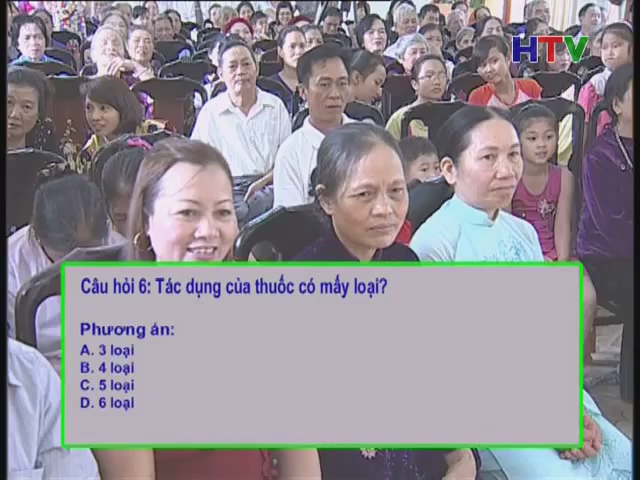 HTV
Câu hỏi 6: Tác dụng của thuốc có mấy loại?
Phương án:
A. 3 loại
B. 4 loại
C. 5 loại
D. 6 loại